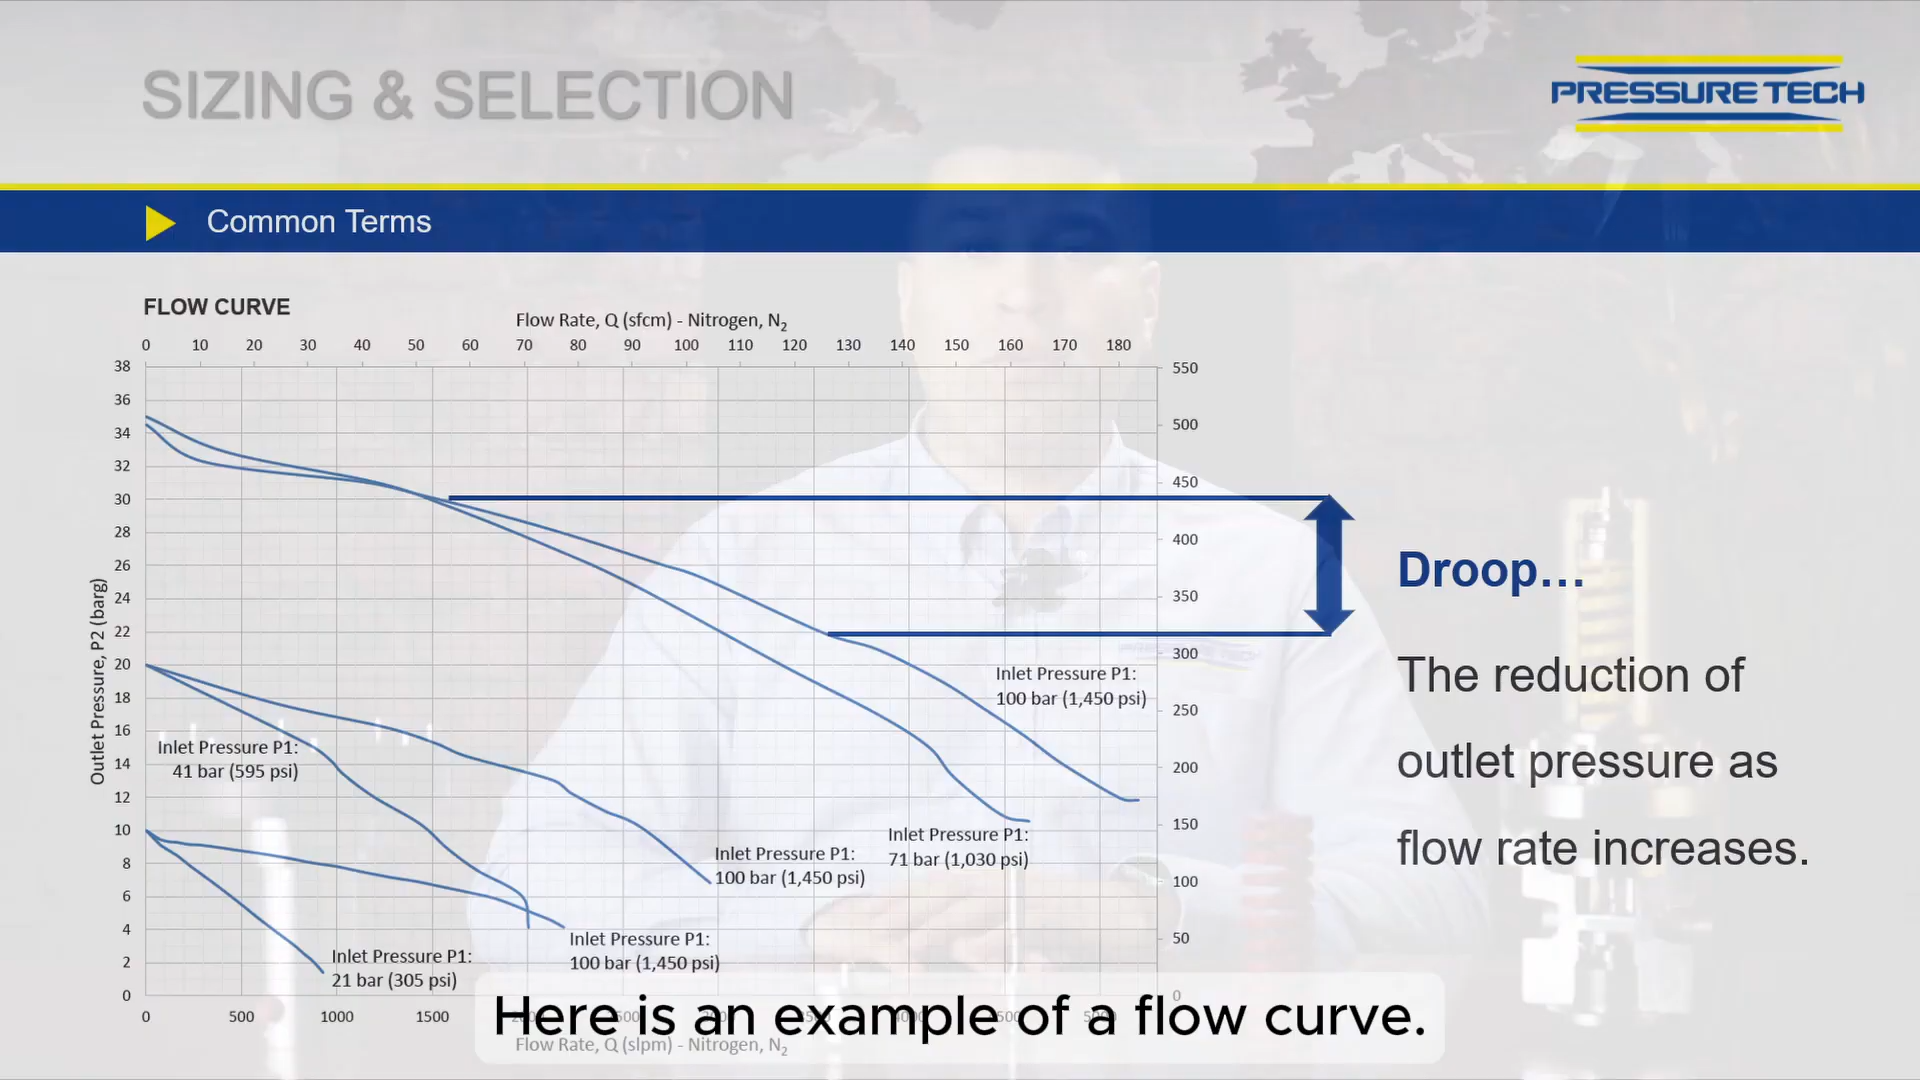 SIZING & SELECTION
PRESSURE TECH
Common Terms
FLOW CURVE
Flow Rate, Q (sfcm) - Nitrogen, N2
0 10 20 30 40 50 60 70 80 90 100 110 120 130 140 150 160 170 180
38
36
34
32
30
28
26
24
22
20
18
16
14
12
10
8
6
4
2
0
Outlet Pressure, P2 (barg)
550
500
450
400
350
300
250
200
150
100
50
0
Inlet Pressure P1:
100 bar (1,450 psi)
Inlet Pressure P1:
41 bar (595 psi)
Inlet Pressure P1:
71 bar (1,030 psi)
Inlet Pressure P1:
100 bar (1,450 psi)
Inlet Pressure P1:
100 bar (1,450 psi)
Inlet Pressure P1:
21 bar (305 psi)
Droop...
The reduction of
outlet pressure as
flow rate increases.
0 500 1000 1500
Here is an example of a flow curve.
Flow Rate, Q (slpm) - Nitrogen, N2